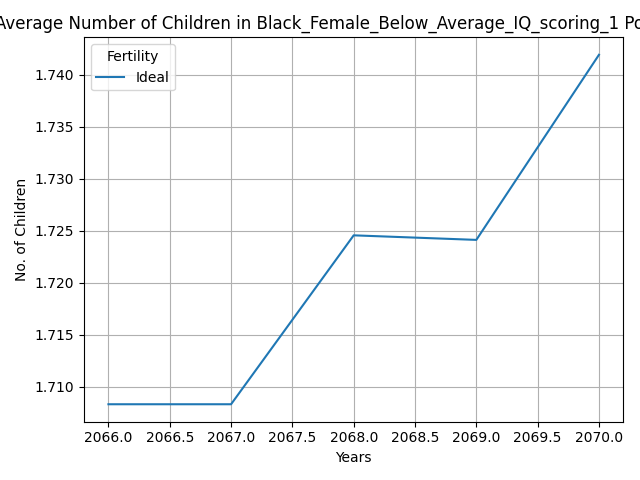 Average Number of Children in Black_Female_Below_Average_IQ_scoring_1 Po
Fertility
Ideal
1.740
1.735
1.730
1.725
1.720
1.715
1.710
No. of Children
2066.0 2066.5 2067.0 2067.5 2068.0 2068.5 2069.0 2069.5 2070.0
Years